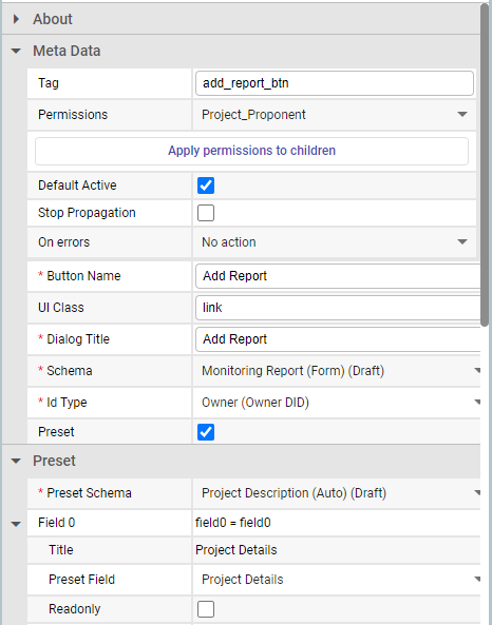 About
Meta Data
Tag add_report_btn
Permissions Project_Proponent
Apply permissions to children
Default Active
Stop Propagation
On errors No action
* Button Name Add Report
UI Class link
* Dialog Title Add Report
* Schema Monitoring Report (Form) (Draft)
* Id Type Owner (Owner DID)
Preset
Preset
* Preset Schema Project Description (Auto) (Draft)
Field 0 field0 = field0
Title Project Details
Preset Field Project Details
Readonly